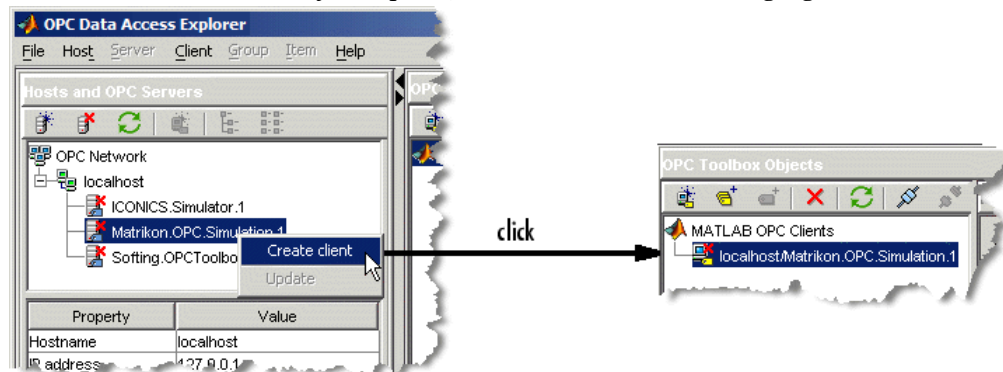 OPC Data Access Explorer
File Host Server Client Group Item Help
Hosts and OPC Servers
OPC Network
localhost
ICONICS.Simulator.1
Matrikon.OPC.Simulation.1
Softing.OPCToolbo
Create client
Update
Property Value
Hostname localhost
IP address 127.0.0.1
click
OPC Toolbox Objects
MATLAB OPC Clients
localhost/Matrikon.OPC.Simulation.1